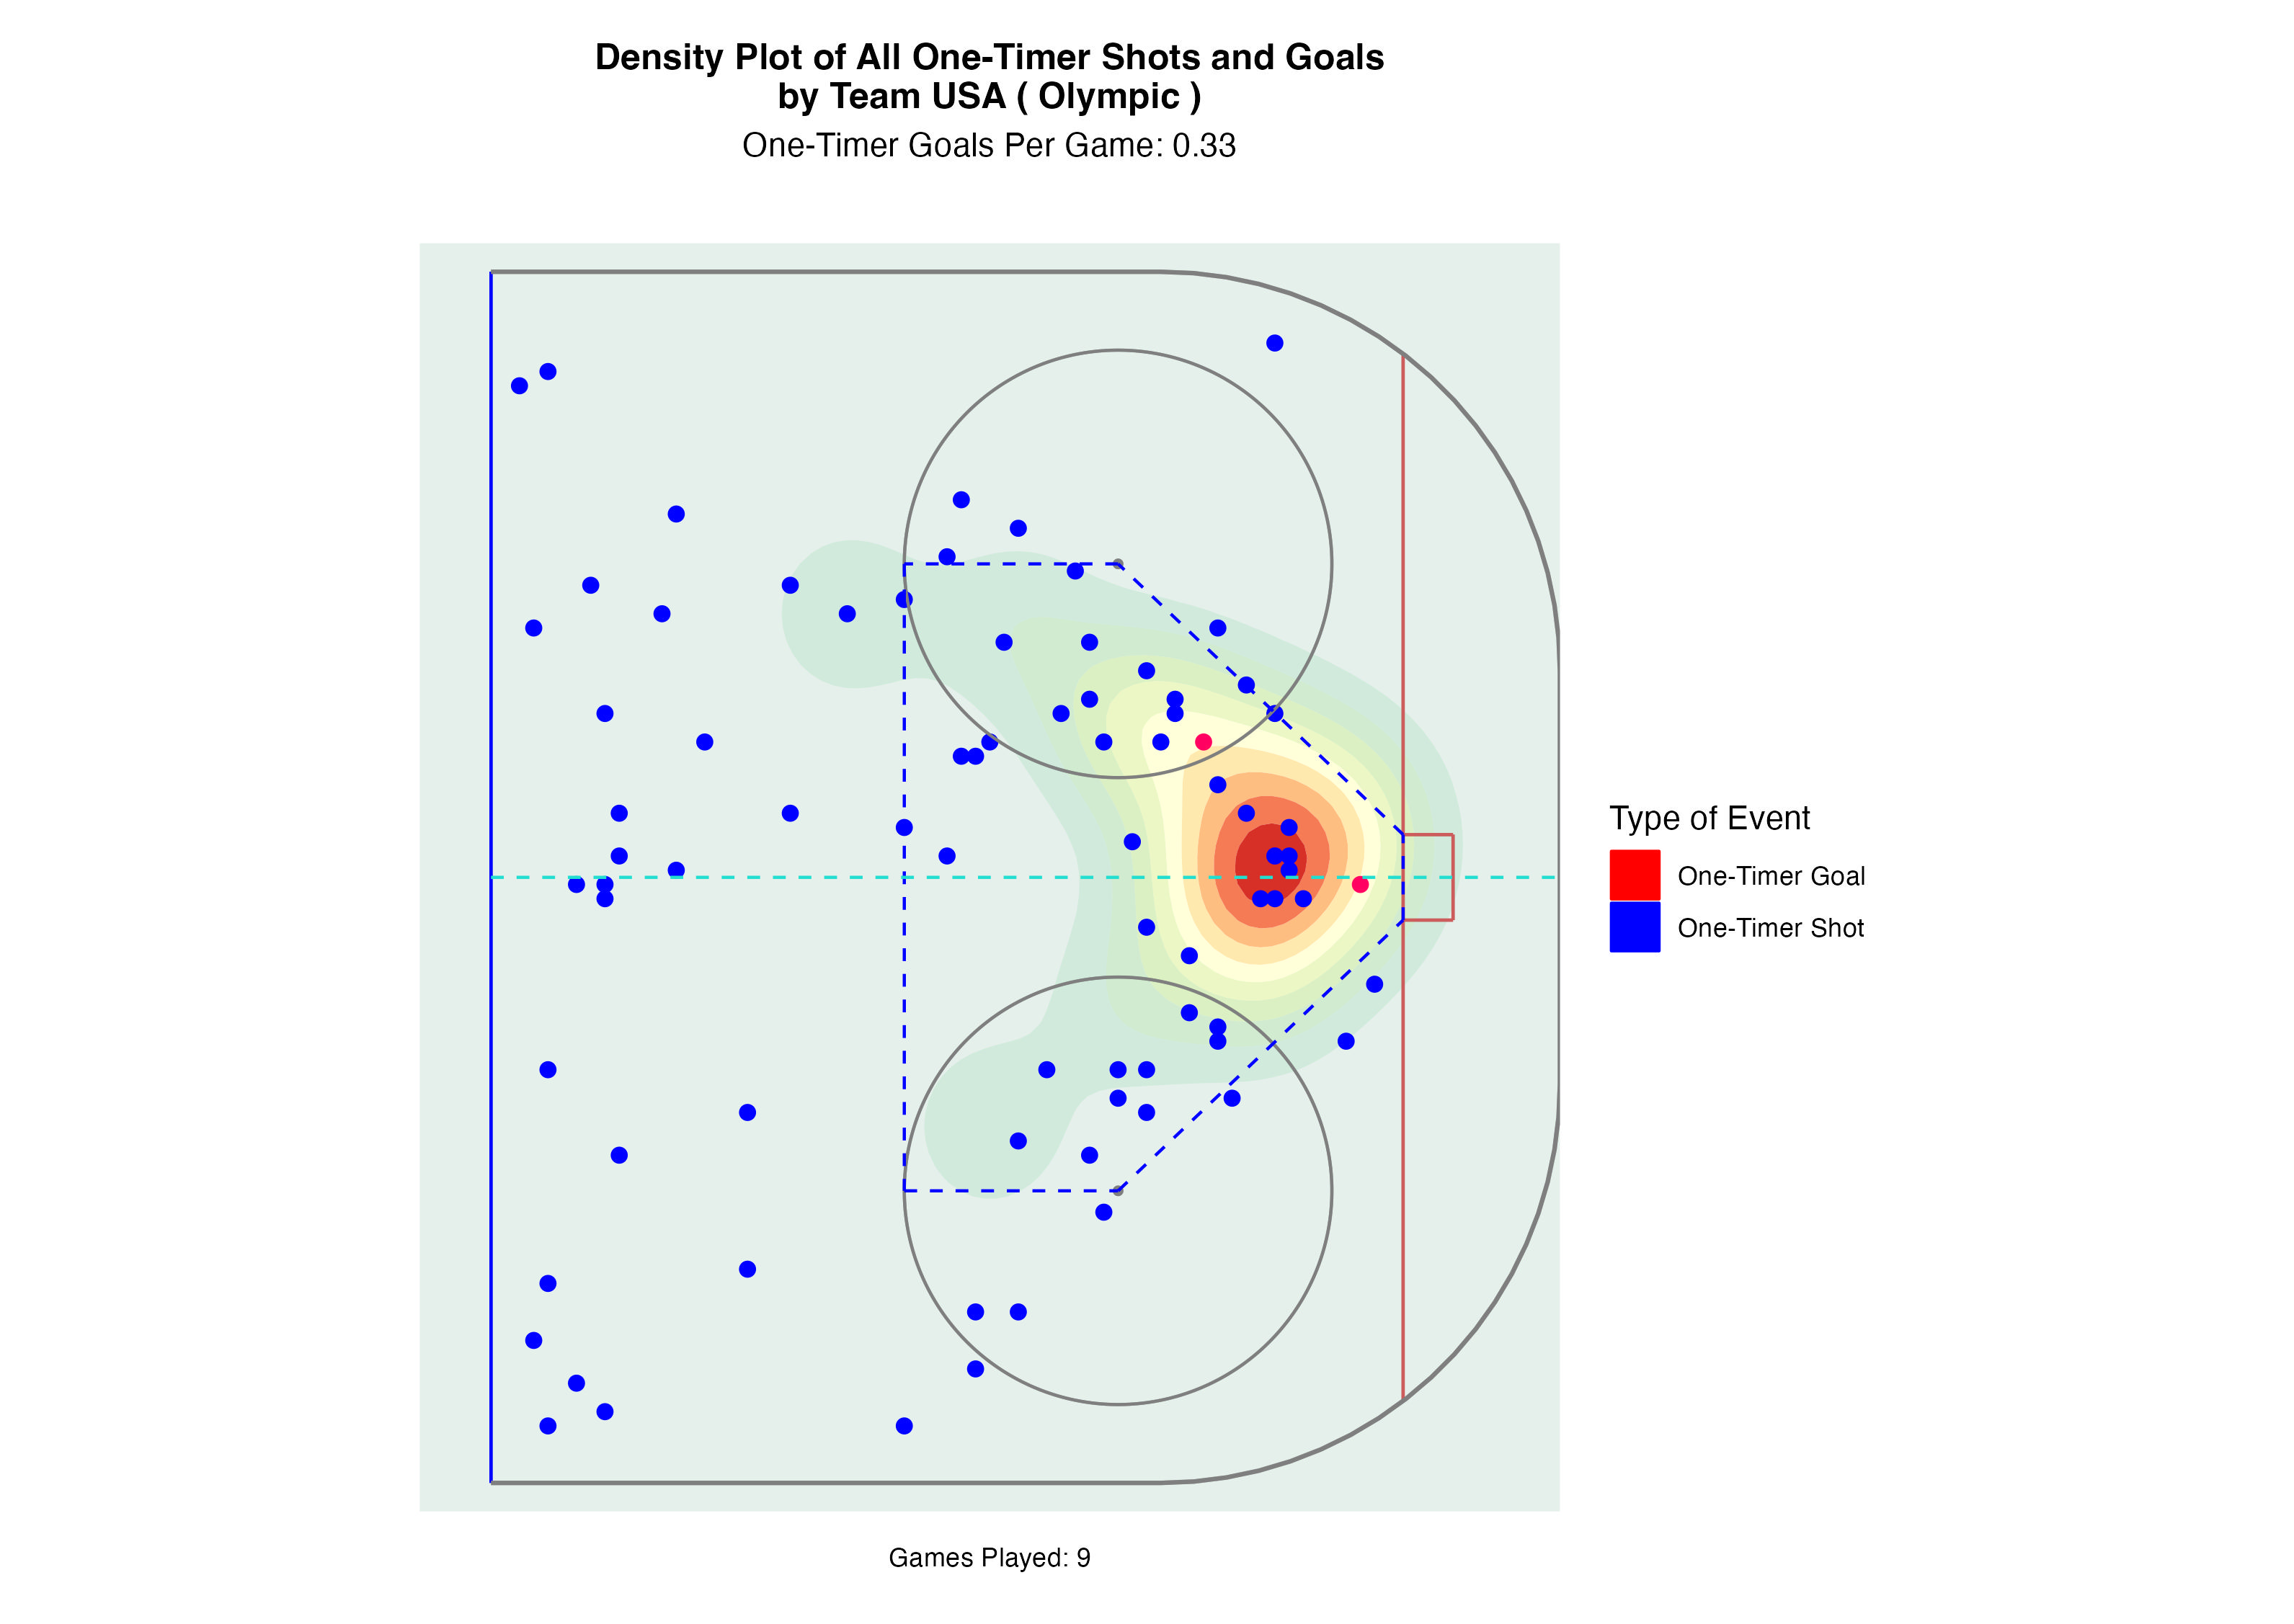 Density Plot of All One-Timer Shots and Goals
by Team USA ( Olympic )
One-Timer Goals Per Game: 0.33
Type of Event
One-Timer Goal
One-Timer Shot
Games Played: 9